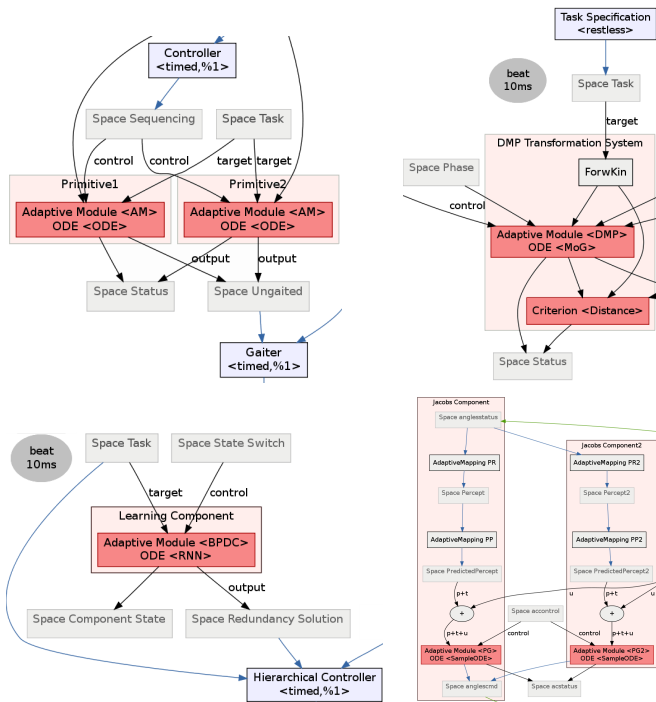 Controller
<timed,%1>
Space Sequencing
Space Task
control
control
target
target
Primitive1
Primitive2
Adaptive Module <AM>
ODE <ODE>
Adaptive Module <AM>
ODE <ODE>
output
output
Space Status
Space Ungaited
Gaiter
<timed,%1>
Task Specification
<restless>
beat
10ms
Space Task
target
DMP Transformation System
Space Phase
ForwKin
control
Adaptive Module <DMP>
ODE <MoG>
Criterion <Distance>
Space Status
beat
10ms
Space Task
Space State Switch
target
control
Learning Component
Adaptive Module <BPDC>
ODE <RNN>
output
Space Component State
Space Redundancy Solution
Hierarchical Controller
<timed,%1>
Jacobs Component
Space anglesstatus
Jacobs Component2
AdaptiveMapping PR
AdaptiveMapping PR2
Space Percept
Space Percept2
AdaptiveMapping PP
AdaptiveMapping PP2
Space PredictedPercept
Space PredictedPercept2
p+t
u
p+t
u
+
Space accontrol
+
p+t+u
control
control
p+t+u
Adaptive Module <PG>
ODE <SampleODE>
Adaptive Module <PG2>
ODE <SampleODE>
Space anglescmd
Space acstatus